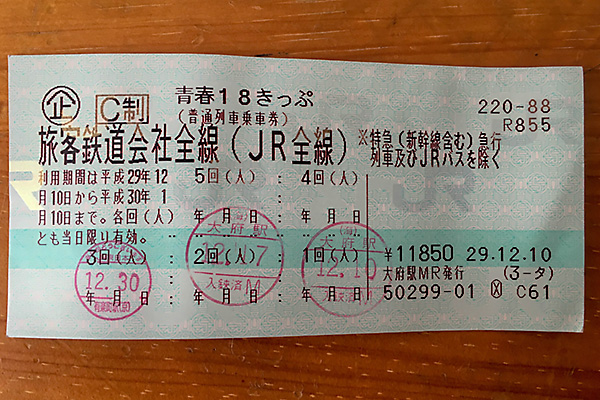 企 C制 青春18きっぷ 220-88
(普通列車乗車券) R855
旅客鉄道会社全線(JR全線) ※特急(新幹線含む)急行
列車及びJRバスを除く
利用期間は平成29年12 5回(人) : 4回(人)
月10日から平成30年 1 :
月10日まで。各回(人) 年 月 日: 年 月 日
とも当日限り有効。
3回(人) : 2回(人) : 1回(人) ¥11850 29.12.10
大府駅MR発行 (3-タ)
年 月 日: 年 月 日: 年 月 日 50299-01 C61
12.30
(海)
大府駅
入鋏済M
(海)
大府駅
12.10
入鋏済
JR